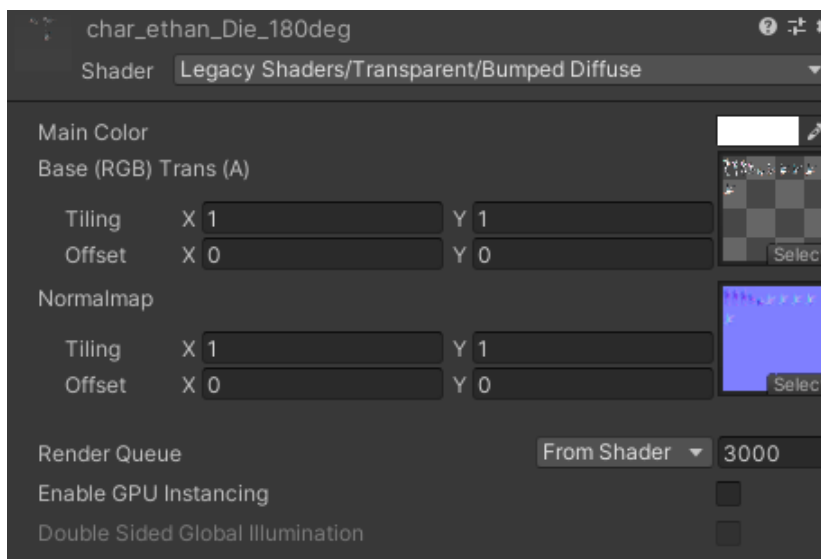 char_ethan_Die_180deg
Shader Legacy Shaders/Transparent/Bumped Diffuse
Main Color
Base (RGB) Trans (A)
Tiling X 1 Y 1
Offset X 0 Y 0
Selec
Normalmap
Tiling X 1 Y 1
Offset X 0 Y 0
Selec
Render Queue From Shader 3000
Enable GPU Instancing
Double Sided Global Illumination